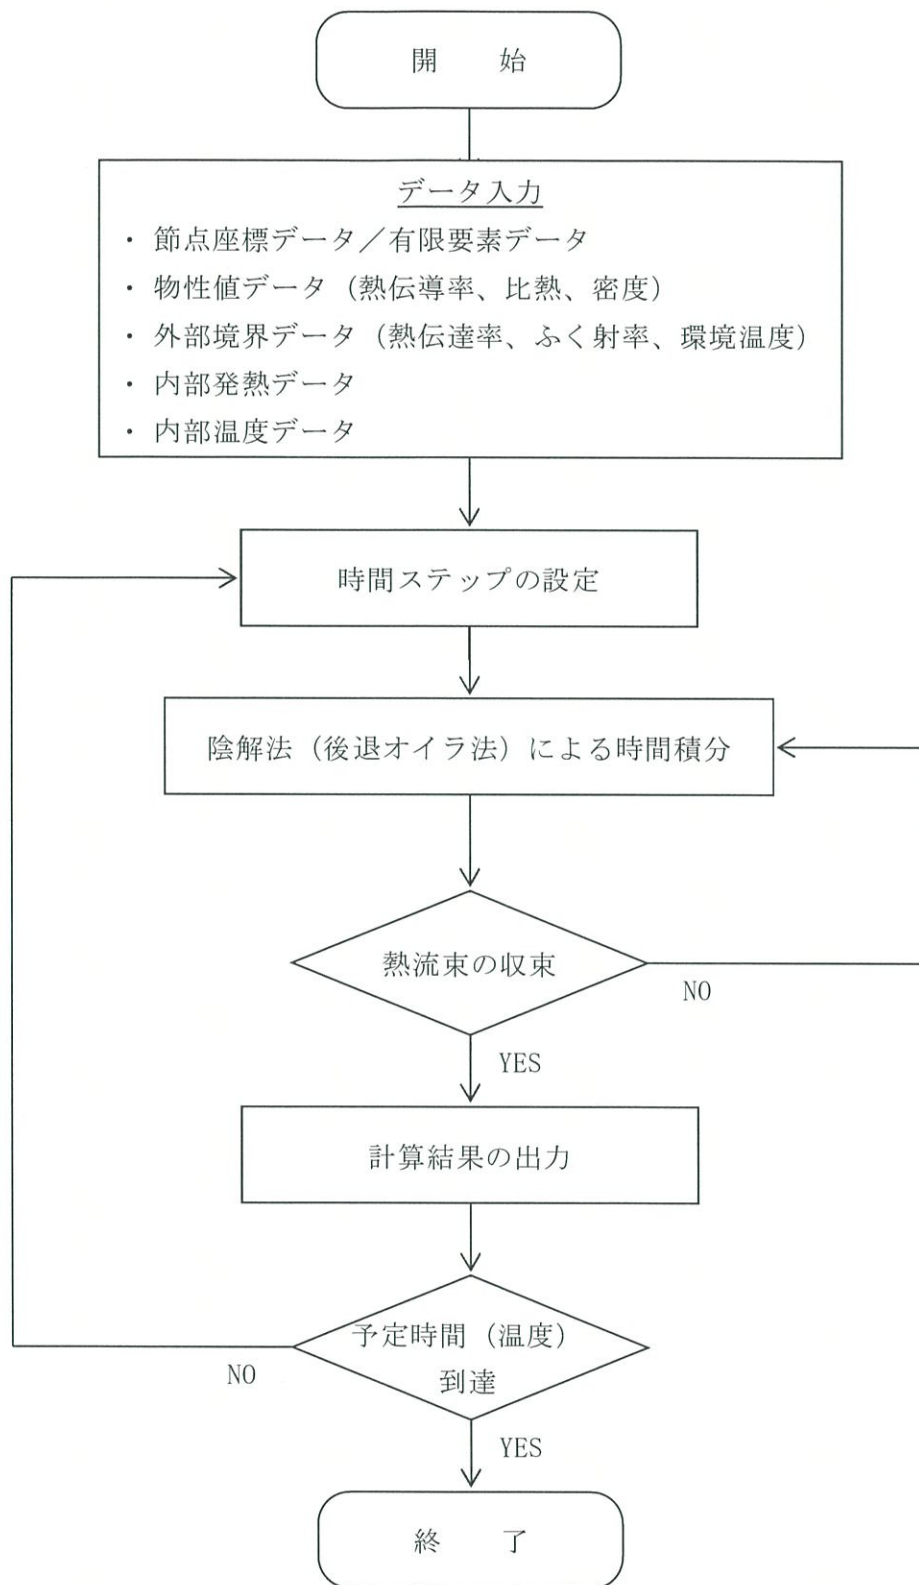 開　　始
データ入力
・ 節点座標データ／有限要素データ
・ 物性値データ（熱伝導率、比熱、密度）
・ 外部境界データ（熱伝達率、ふく射率、環境温度）
・ 内部発熱データ
・ 内部温度データ
時間ステップの設定
陰解法（後退オイラ法）による時間積分
熱流束の収束
NO
YES
計算結果の出力
予定時間（温度）
到達
NO
YES
終　　了